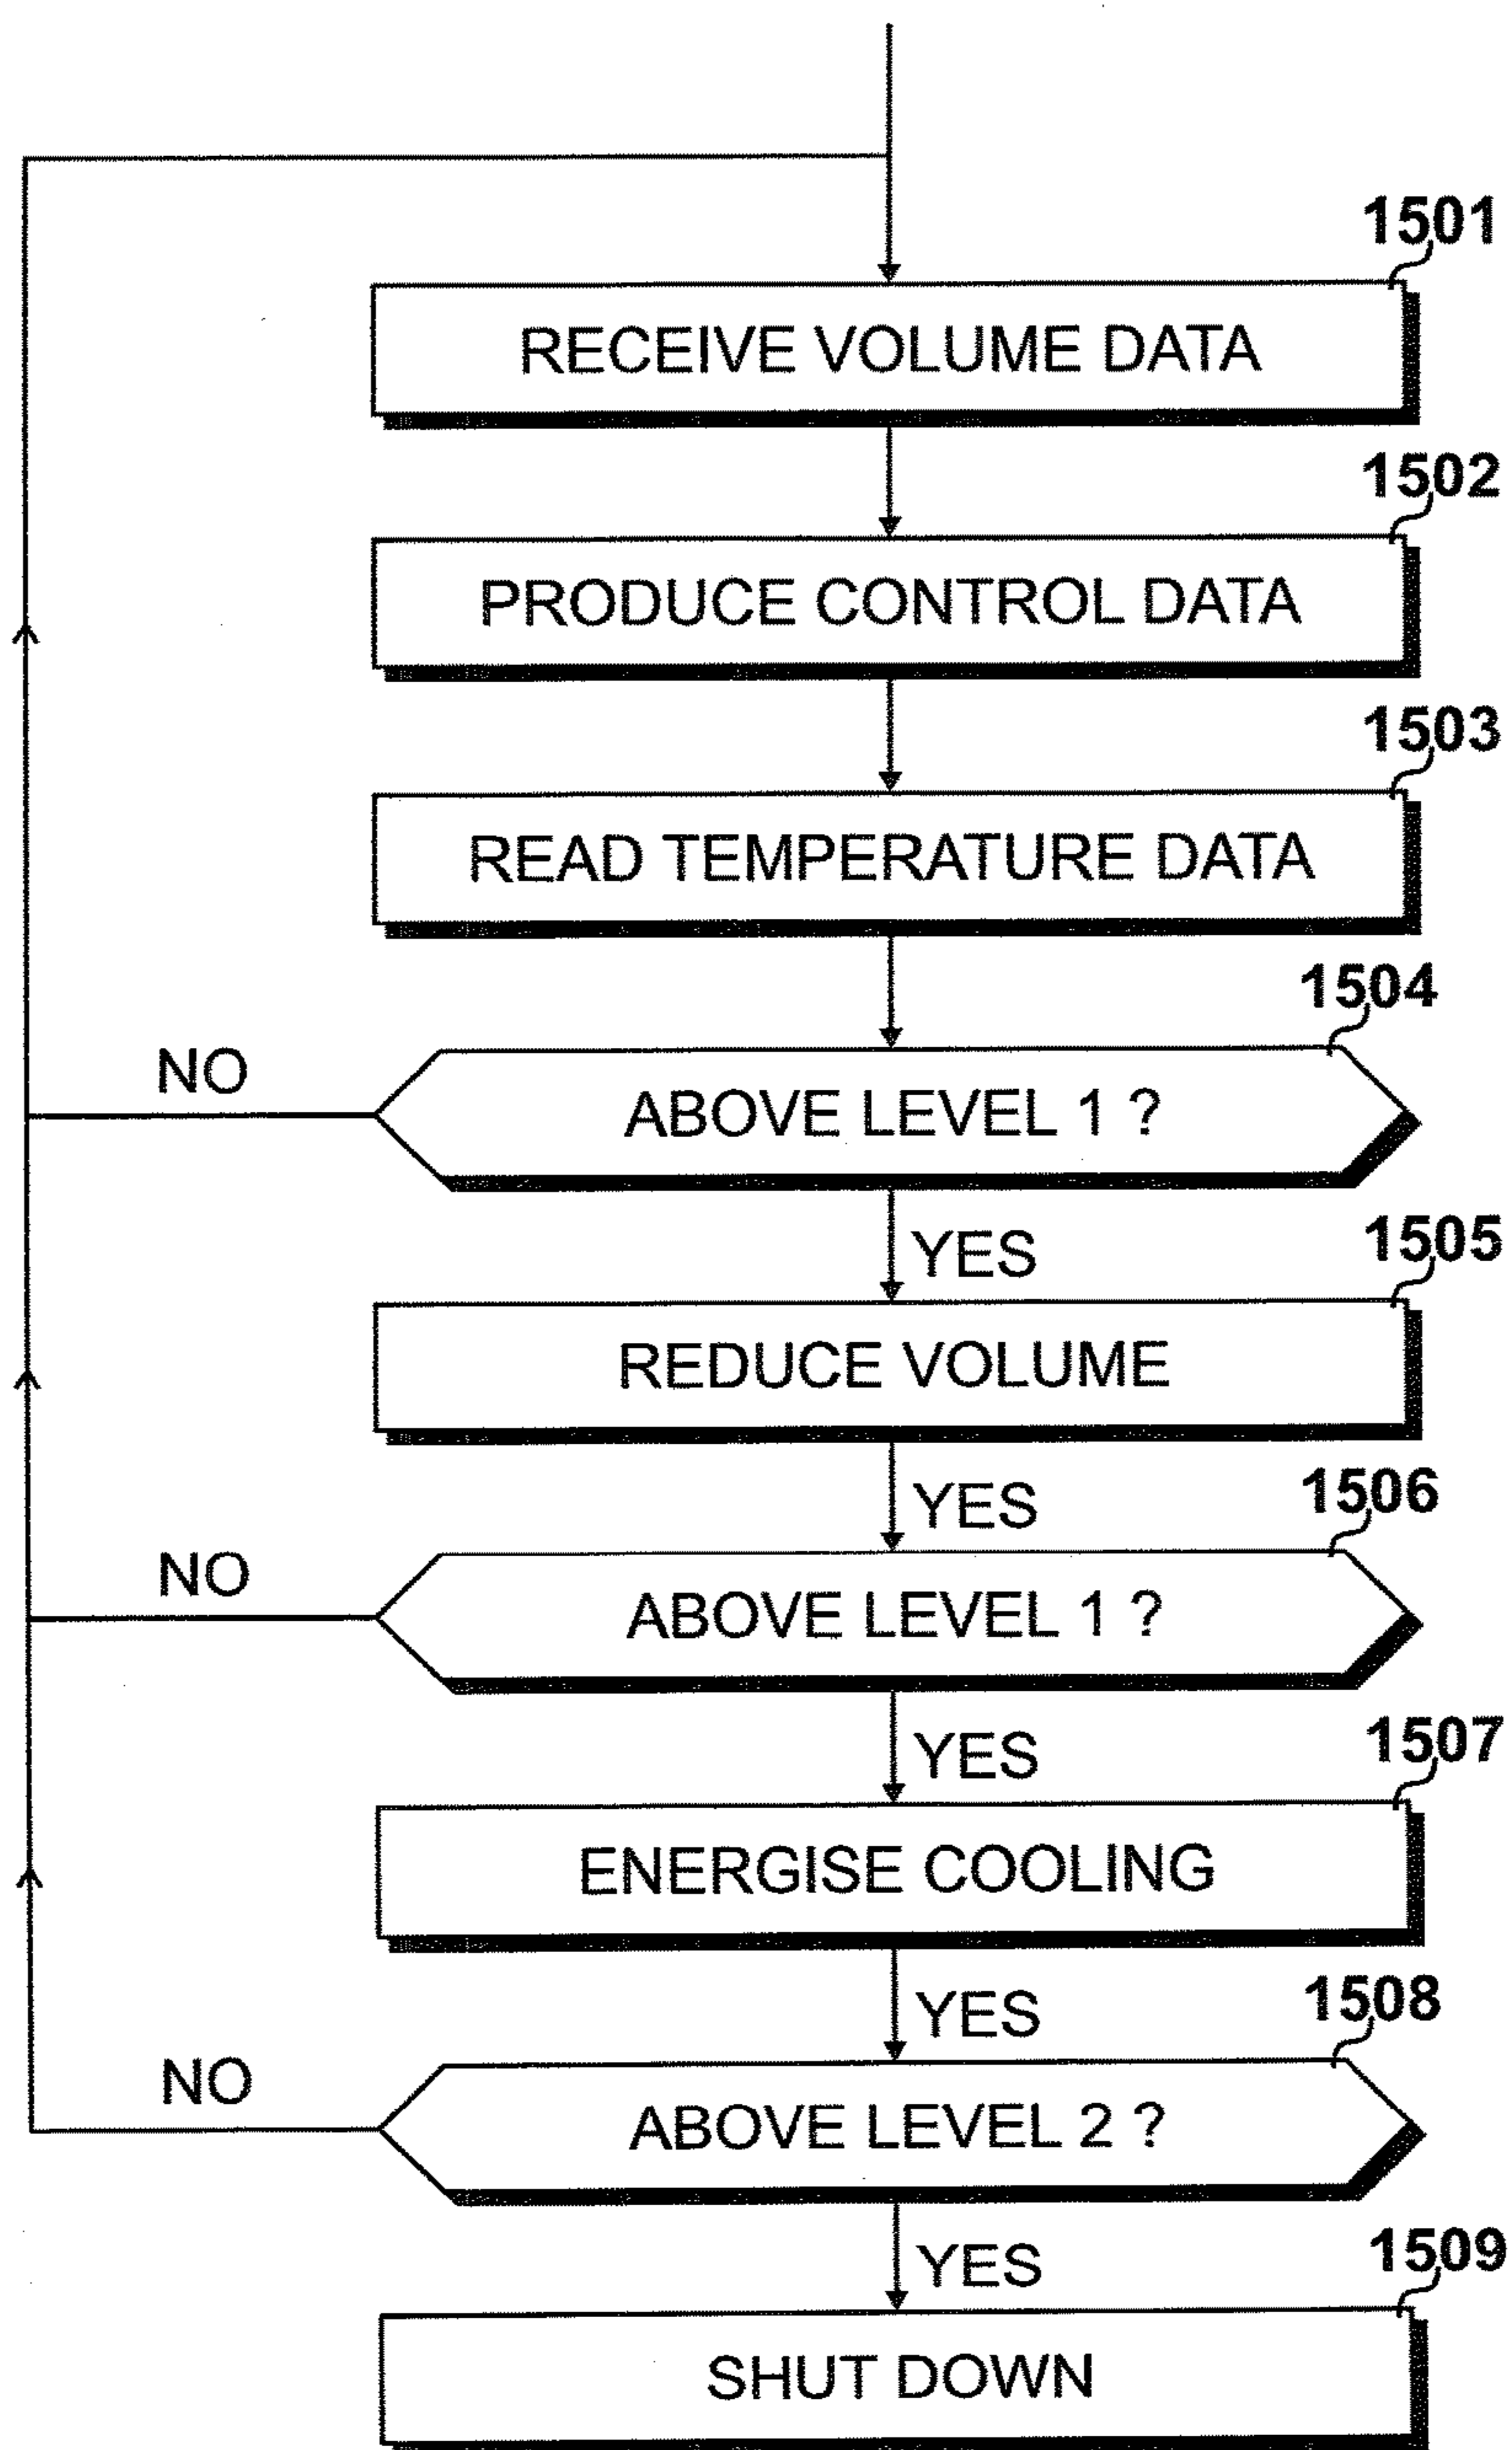 1501
RECEIVE VOLUME DATA
1502
PRODUCE CONTROL DATA
1503
READ TEMPERATURE DATA
1504
NO
ABOVE LEVEL 1 ?
YES
1505
REDUCE VOLUME
YES
1506
NO
ABOVE LEVEL 1 ?
YES
1507
ENERGISE COOLING
YES
1508
NO
ABOVE LEVEL 2 ?
YES
1509
SHUT DOWN